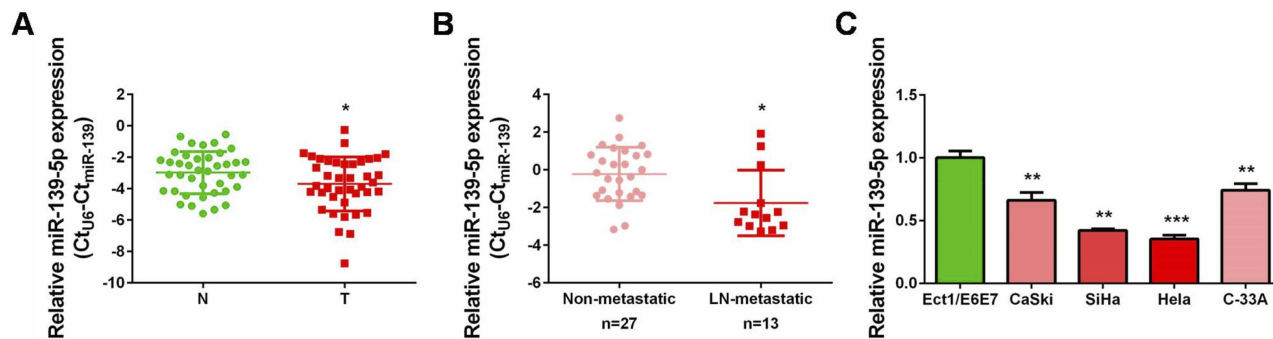 A
Relative miR-139-5p expression
(CtU6-CtmiR-139)
2
0
-2
-4
-6
-8
-10
*
N
T
B
Relative miR-139-5p expression
(CtU6-CtmiR-139)
6
4
2
0
-2
-4
-6
*
Non-metastatic
LN-metastatic
n=27
n=13
C
Relative miR-139-5p expression
1.5
1.0
0.5
0.0
**
**
***
**
Ect1/E6E7
CaSki
SiHa
Hela
C-33A